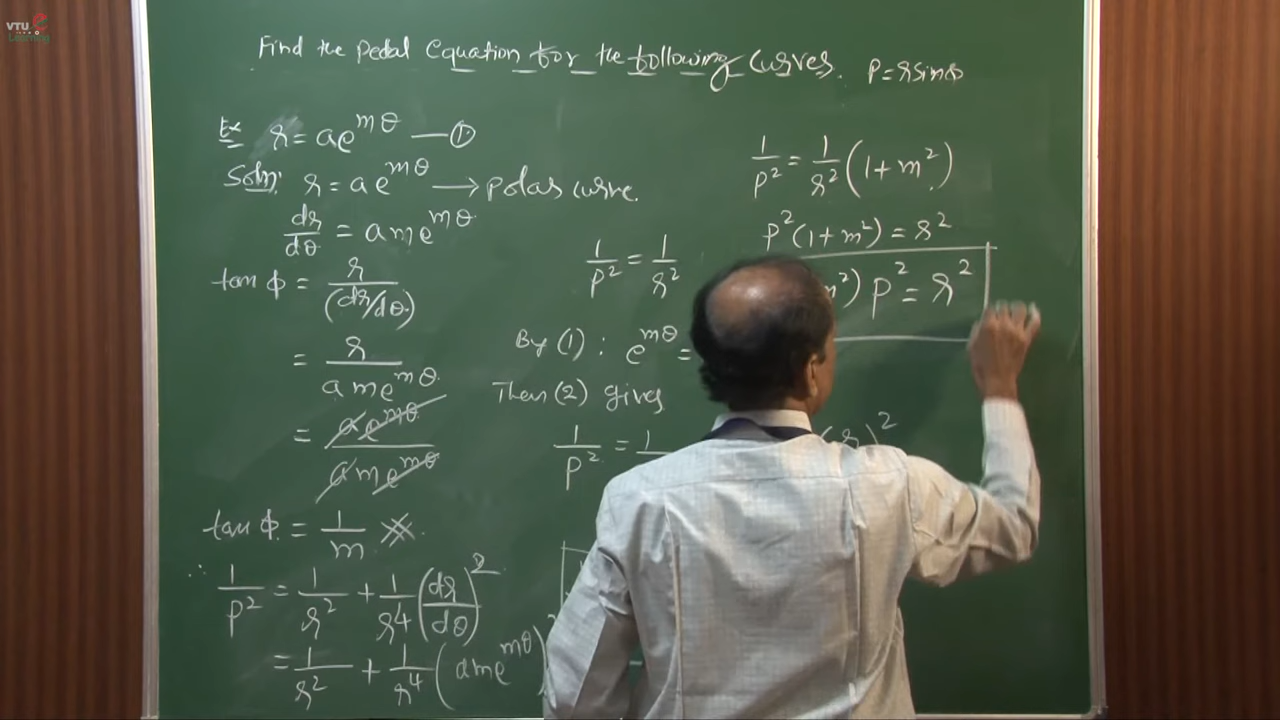 VTU e
Learning
Find the Pedal Equation for the following curves. P = r sinϕ
Ex r = ae^{mθ} — ①
Soln: r = ae^{mθ} → polar curve.
dr/dθ = ame^{mθ}
tan ϕ = r/(dr/dθ)
= r/ame^{mθ}
= ae^{mθ}/ame^{mθ}
tan ϕ = 1/m
∴ 1/P² = 1/r² + 1/r⁴ (dr/dθ)²
= 1/r² + 1/r⁴ (ame^{mθ})
1/P² = 1/r²
By (1) : e^{mθ} =
Then (2) gives
1/P² = 1 (r)²
1/P² = 1/r² (1+m²)
P²(1+m²) = r²
m²) P² = r²